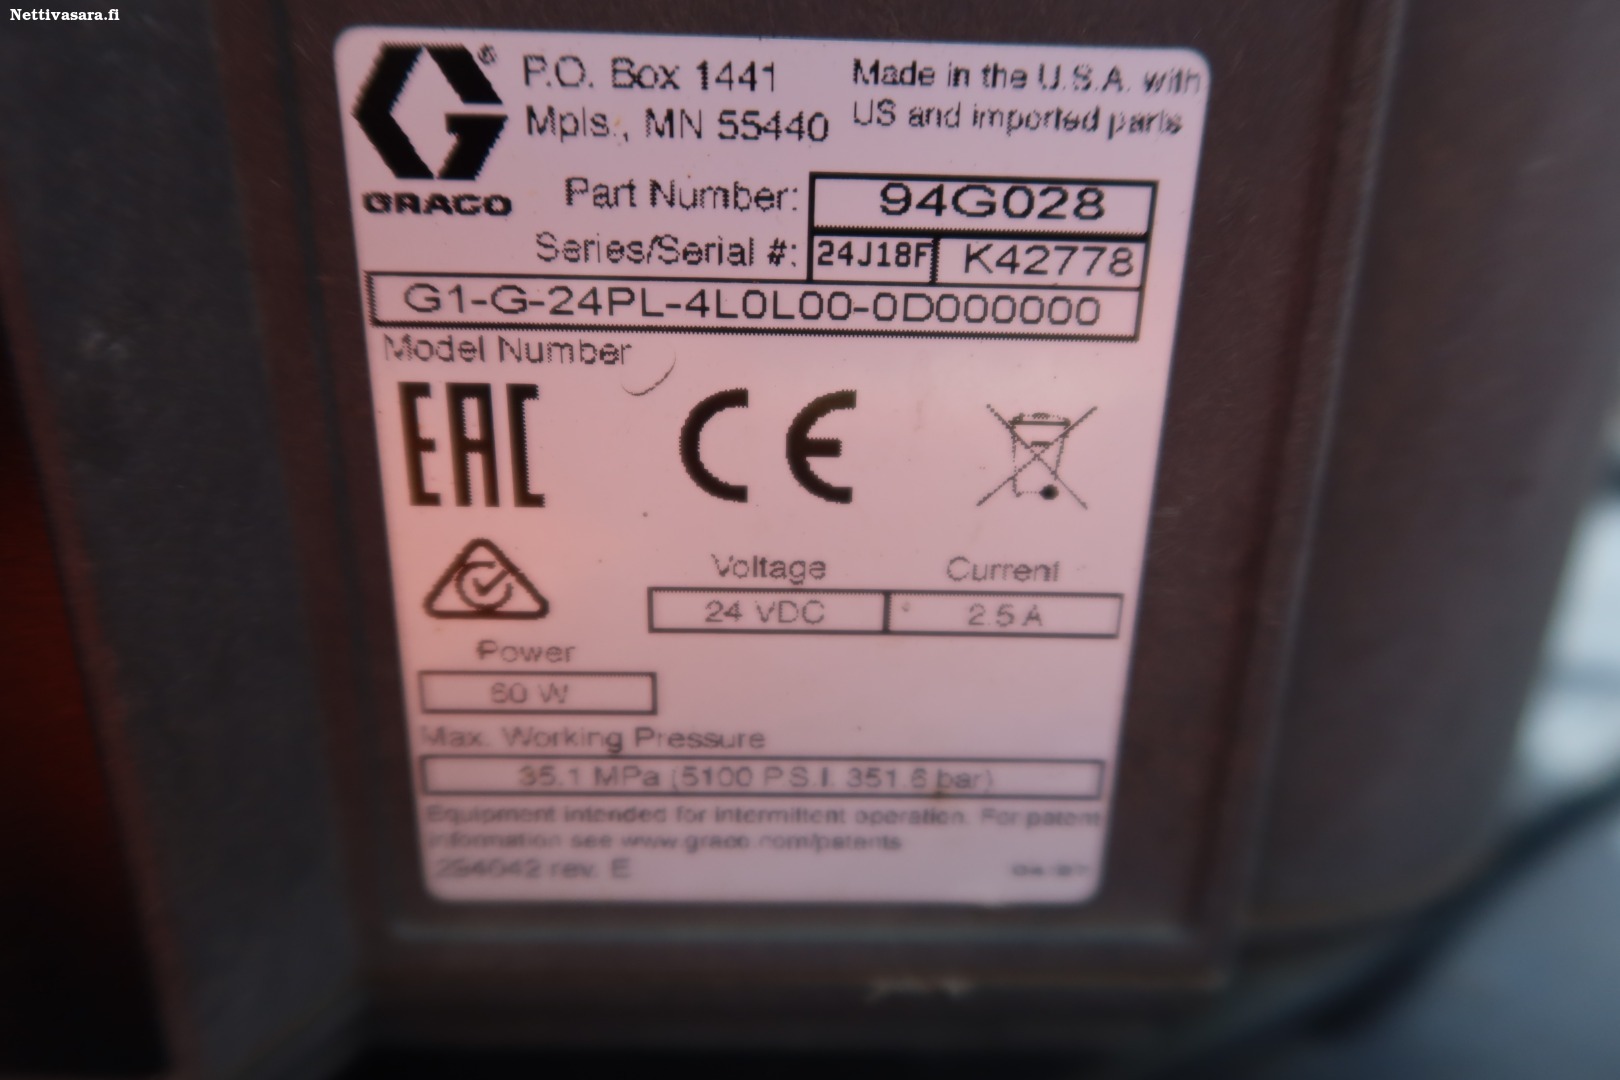 Nettivasara.fi
® P.O. Box 1441
Mpls., MN 55440
Made in the U.S.A. with
US and imported parts
GRACO
Part Number: 94G028
Series/Serial #: 24J18F K42778
G1-G-24PL-4L0L00-0D000000
Model Number
EAC CE
Voltage Current
24 VDC 2.5 A
Power
60 W
Max. Working Pressure
35.1 MPa (5100 P.S.I. 351.6 bar)
Equipment intended for intermittent operation. For patent
information see www.graco.com/patents
294042 rev. E